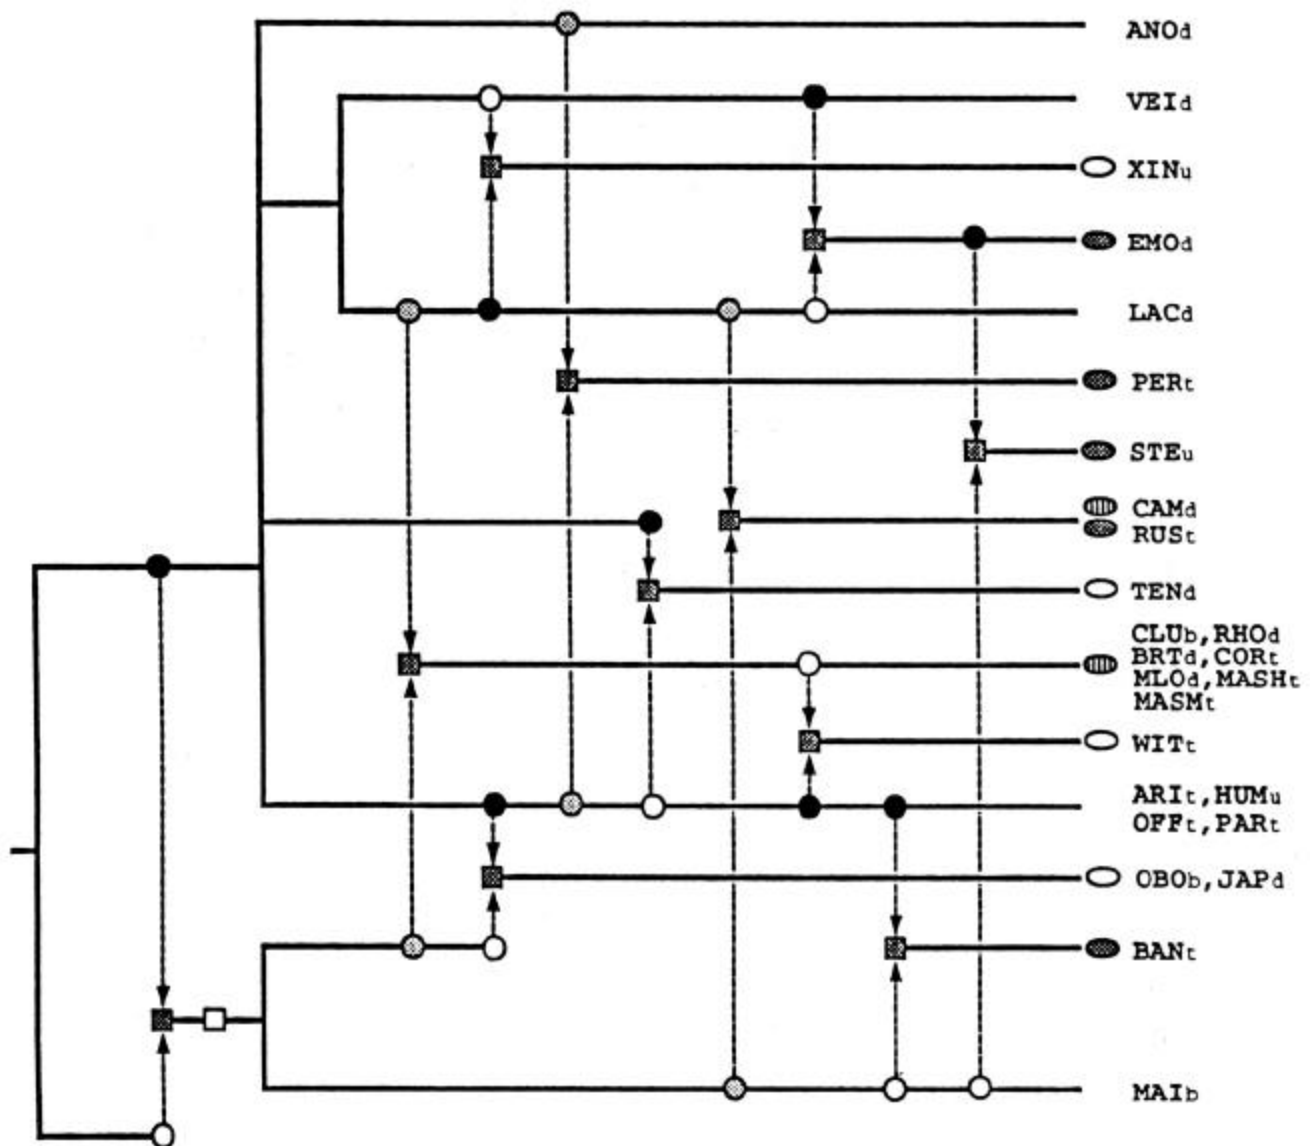 ANOd
VEId
XINu
EMOd
LACd
PERt
STEu
CAMd
RUSt
TENd
CLUb,RHOd
BRTd,CORt
MLOd,MASHt
MASMt
WITt
ARIt,HUMu
OFFt,PARt
OBOb,JAPd
BANt
MAIb